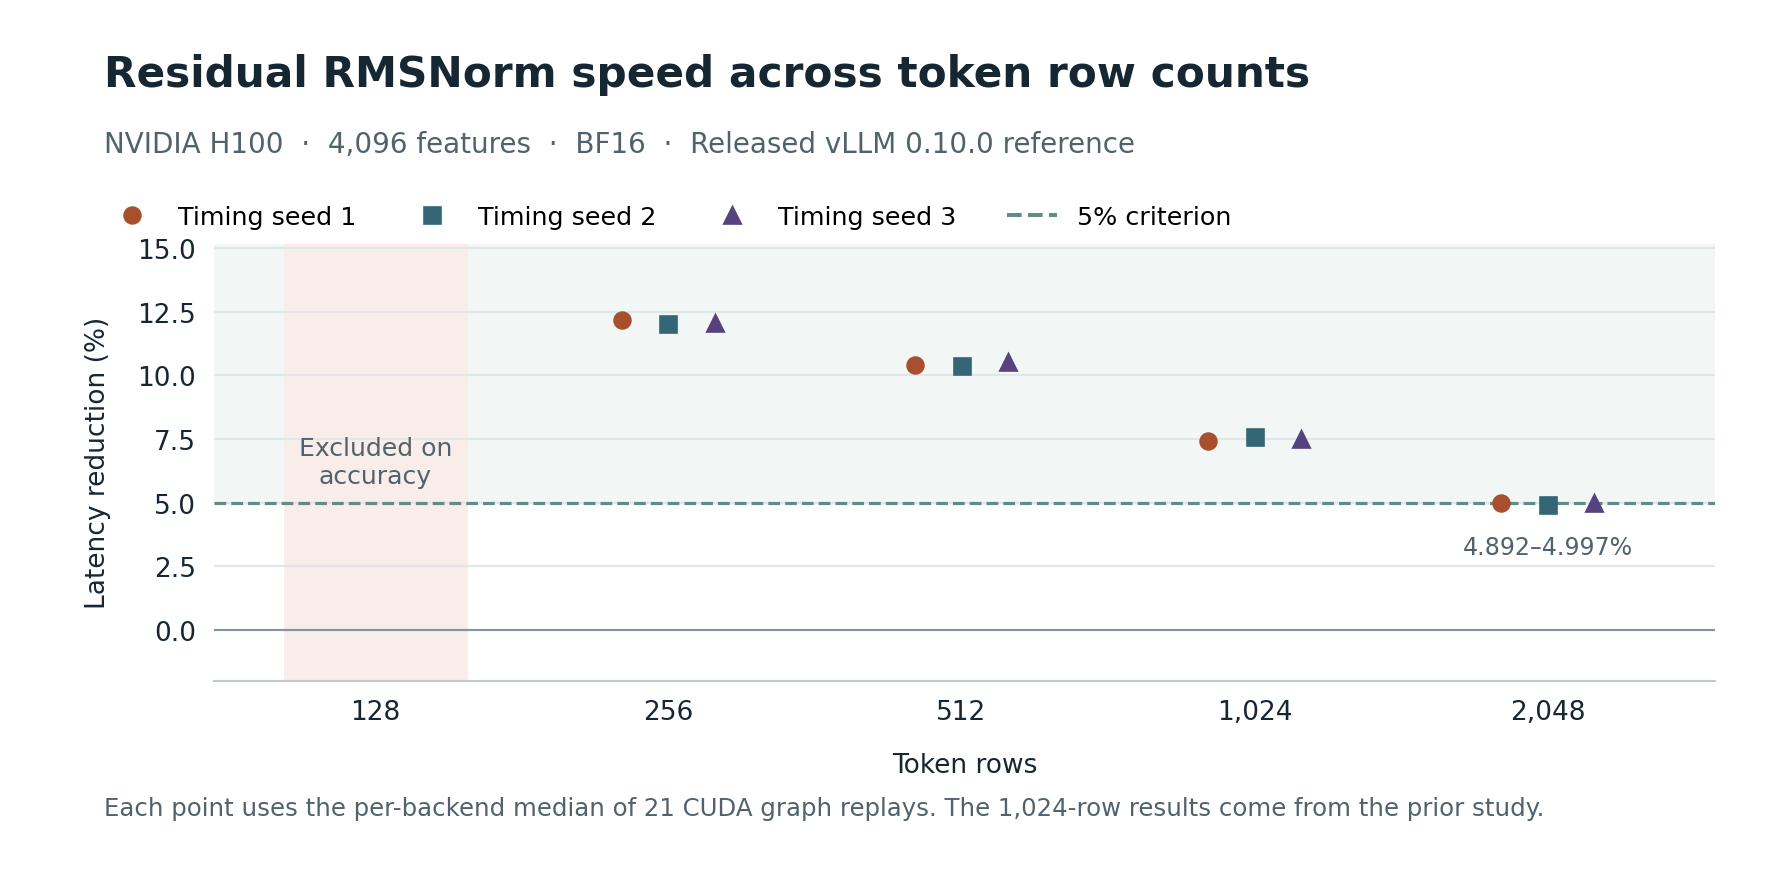 Residual RMSNorm speed across token row counts
NVIDIA H100 · 4,096 features · BF16 · Released vLLM 0.10.0 reference
Timing seed 1 Timing seed 2 Timing seed 3 5% criterion
Latency reduction (%)
15.0
12.5
10.0
7.5
5.0
2.5
0.0
Excluded on
accuracy
4.892–4.997%
128 256 512 1,024 2,048
Token rows
Each point uses the per-backend median of 21 CUDA graph replays. The 1,024-row results come from the prior study.